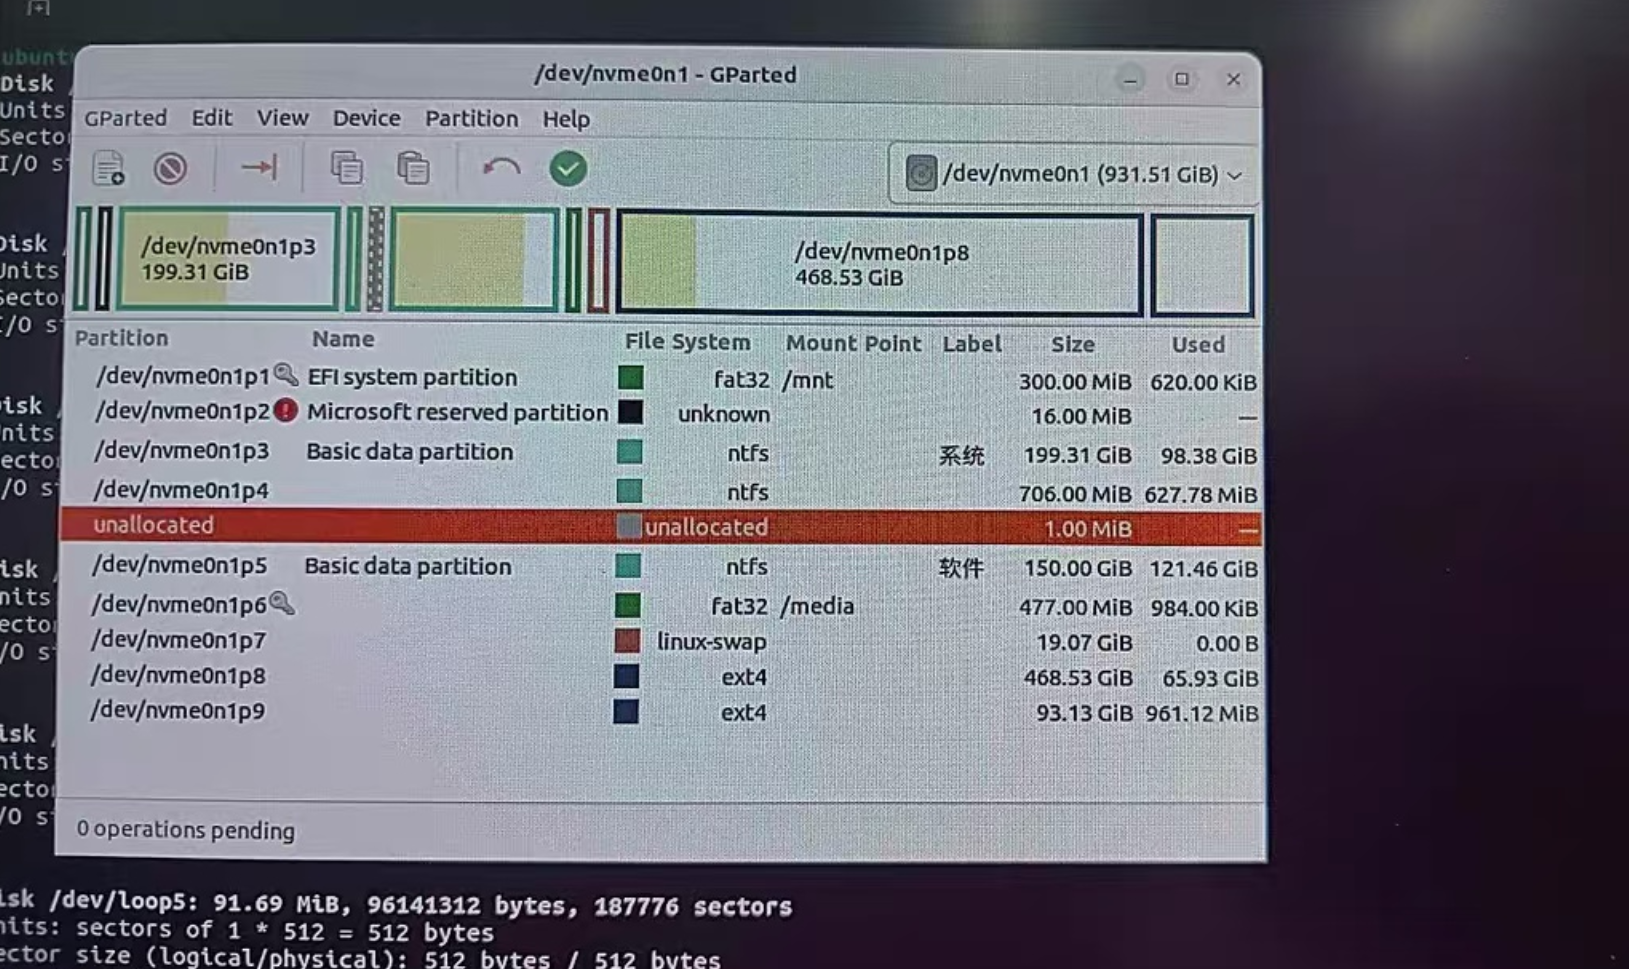 ubunt
Disk
Units
Secto
I/O s
Disk
Units
Secto
I/O s
isk
nits
ecto
/O s
isk
nits
ecto
/O s
isk
nits
ecto
/O s
/dev/nvme0n1 - GParted
GParted Edit View Device Partition Help
/dev/nvme0n1 (931.51 GiB)
/dev/nvme0n1p3
199.31 GiB
/dev/nvme0n1p8
468.53 GiB
Partition Name File System Mount Point Label Size Used
/dev/nvme0n1p1 EFI system partition fat32 /mnt 300.00 MiB 620.00 KiB
/dev/nvme0n1p2 Microsoft reserved partition unknown 16.00 MiB —
/dev/nvme0n1p3 Basic data partition ntfs 系统 199.31 GiB 98.38 GiB
/dev/nvme0n1p4 ntfs 706.00 MiB 627.78 MiB
unallocated unallocated 1.00 MiB —
/dev/nvme0n1p5 Basic data partition ntfs 软件 150.00 GiB 121.46 GiB
/dev/nvme0n1p6 fat32 /media 477.00 MiB 984.00 KiB
/dev/nvme0n1p7 linux-swap 19.07 GiB 0.00 B
/dev/nvme0n1p8 ext4 468.53 GiB 65.93 GiB
/dev/nvme0n1p9 ext4 93.13 GiB 961.12 MiB
0 operations pending
isk /dev/loop5: 91.69 MiB, 96141312 bytes, 187776 sectors
nits: sectors of 1 * 512 = 512 bytes
ector size (logical/physical): 512 bytes / 512 bytes